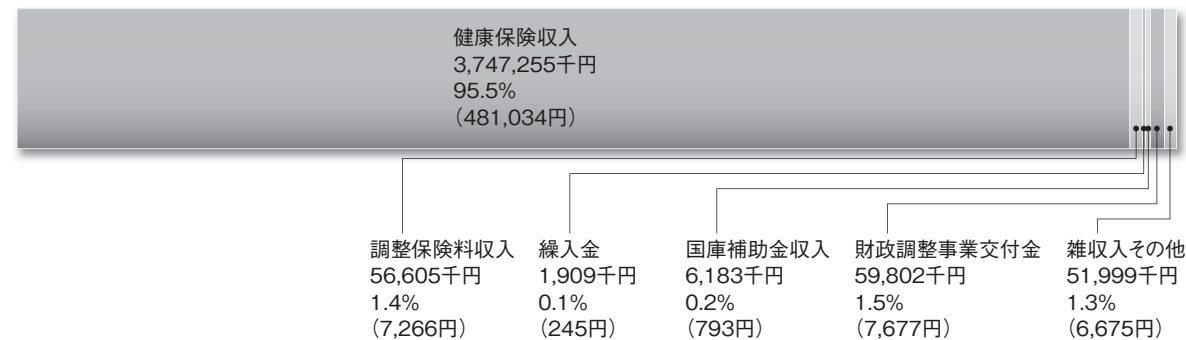 健康保険収入
3,747,255千円
95.5%
（481,034円）
調整保険料収入
56,605千円
1.4%
（7,266円）
繰入金
1,909千円
0.1%
（245円）
国庫補助金収入
6,183千円
0.2%
（793円）
財政調整事業交付金
59,802千円
1.5%
（7,677円）
雑収入その他
51,999千円
1.3%
（6,675円）